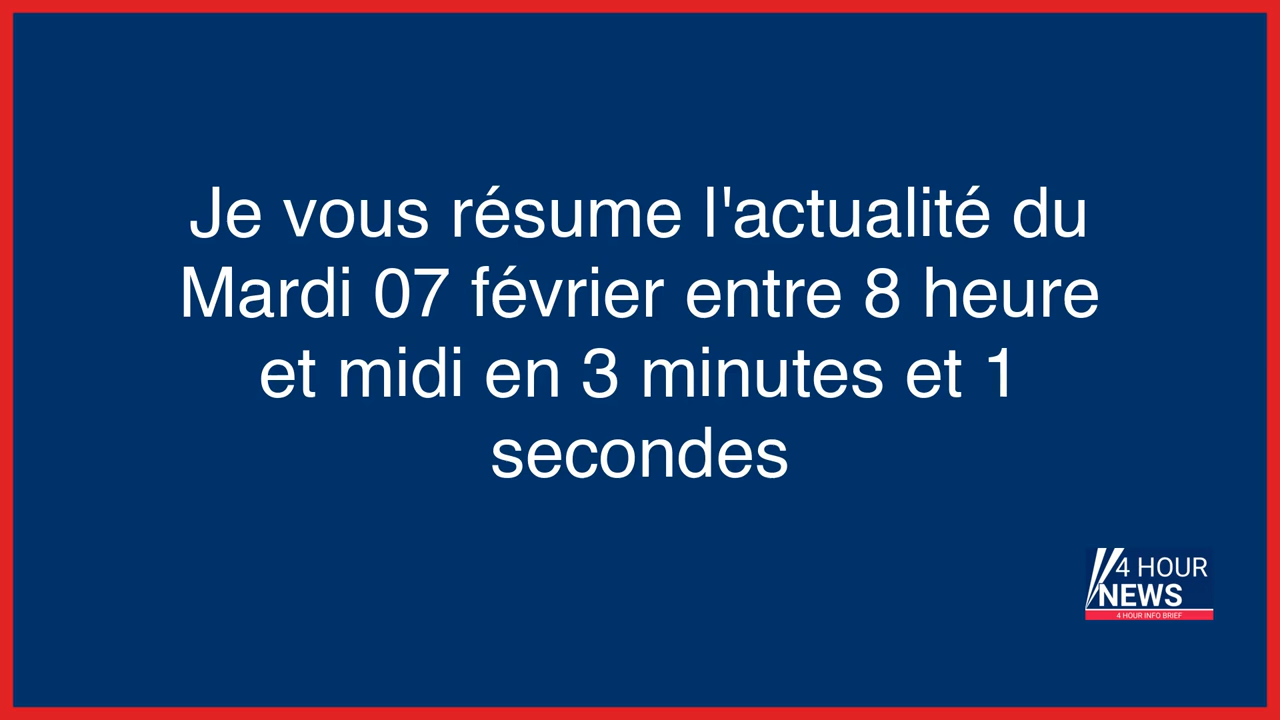 Je vous résume l'actualité du
Mardi 07 février entre 8 heure
et midi en 3 minutes et 1
secondes
4 HOUR
NEWS
4 HOUR INFO BRIEF